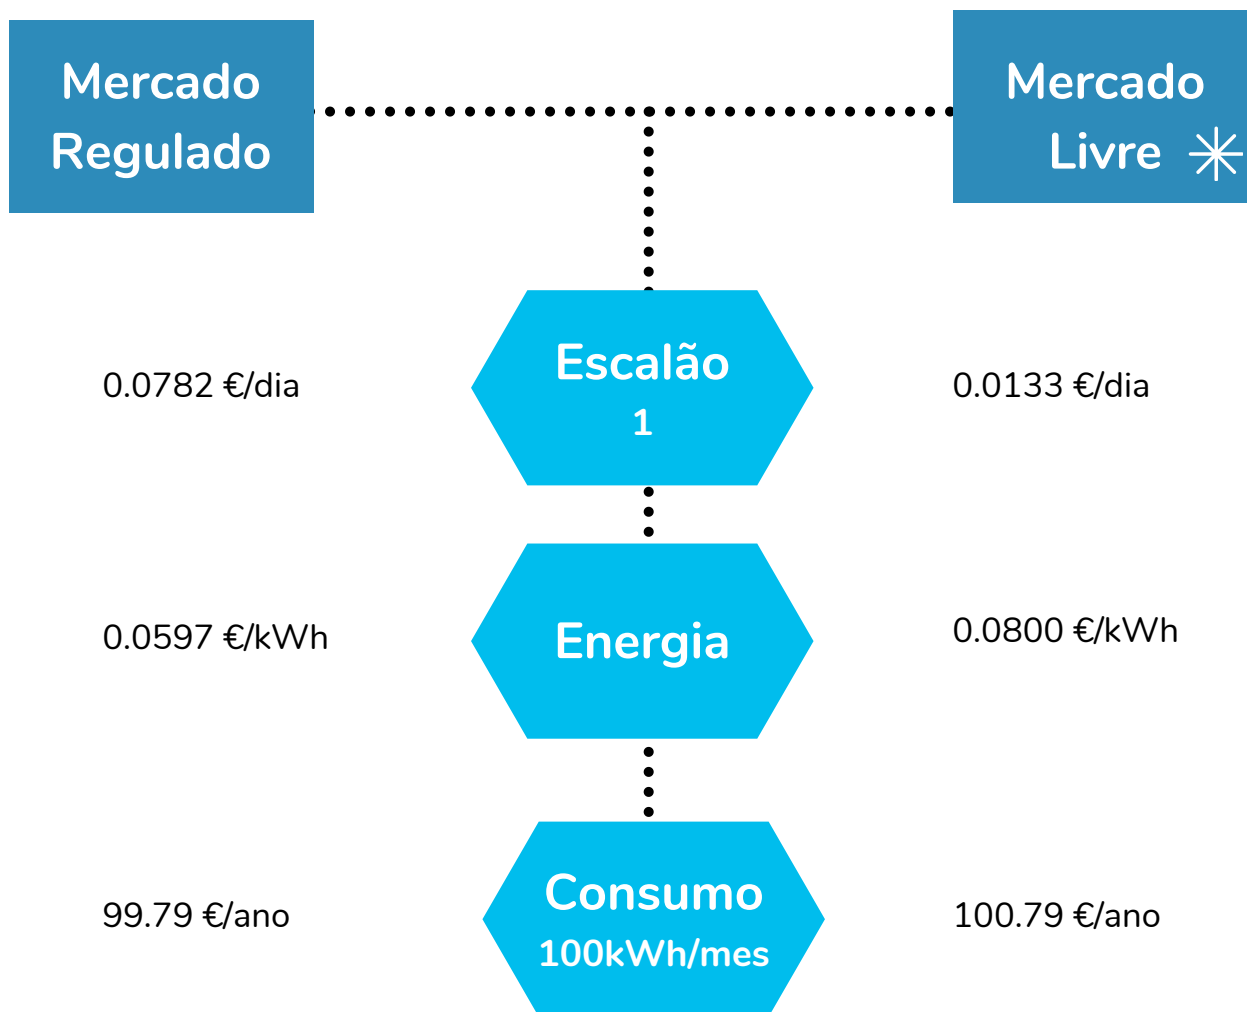 Mercado
Regulado
Mercado
Livre
0.0782 €/dia
Escalão
1
0.0133 €/dia
0.0597 €/kWh
Energia
0.0800 €/kWh
99.79 €/ano
Consumo
100kWh/mes
100.79 €/ano